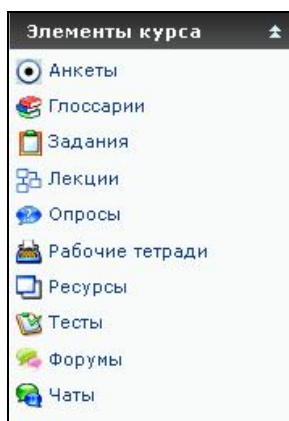 Элементы курса
Анкеты
Глоссарии
Задания
Лекции
Опросы
Рабочие тетради
Ресурсы
Тесты
Форумы
Чаты